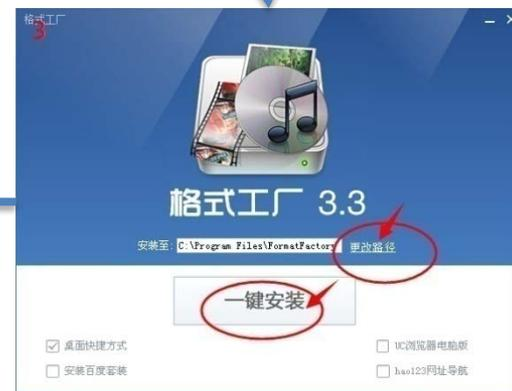 格式工厂
3
格式工厂 3.3
安装至: C:\Program Files\FormatFactory 更改路径
一键安装
桌面快捷方式 UC浏览器电脑版
安装百度套装 hao123网址导航